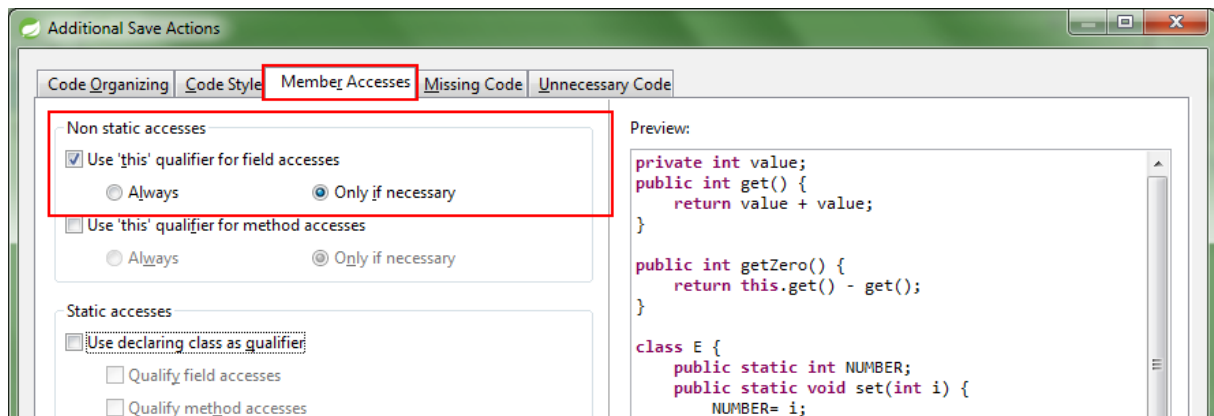 Additional Save Actions
Code Organizing Code Style Member Accesses Missing Code Unnecessary Code
Non static accesses
Use 'this' qualifier for field accesses
Always Only if necessary
Use 'this' qualifier for method accesses
Always Only if necessary
Static accesses
Use declaring class as qualifier
Qualify field accesses
Qualify method accesses
Preview:
private int value;
public int get() {
return value + value;
}
public int getZero() {
return this.get() - get();
}
class E {
public static int NUMBER;
public static void set(int i) {
NUMBER= i;